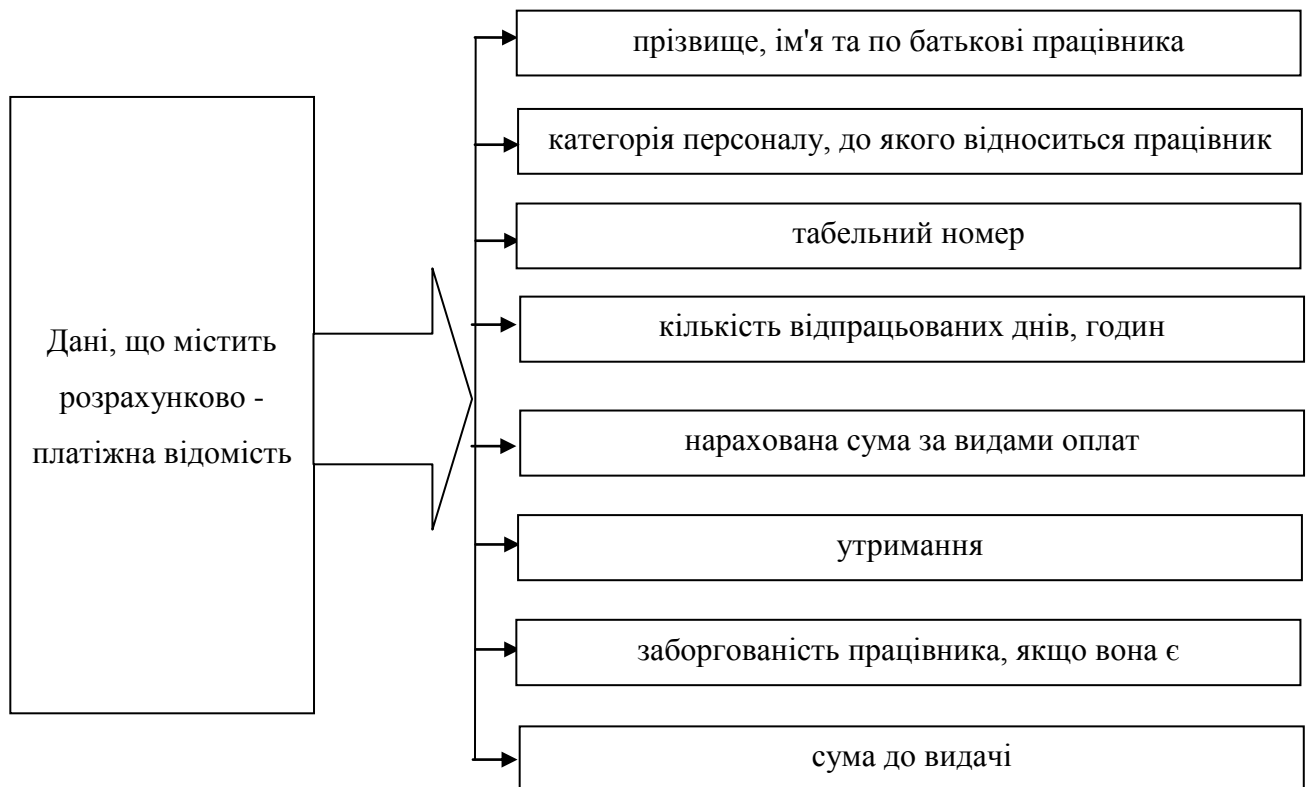 Дані, що містить
розрахунково -
платіжна відомість
прізвище, ім'я та по батькові працівника
категорія персоналу, до якого відноситься працівник
табельний номер
кількість відпрацьованих днів, годин
нарахована сума за видами оплат
утримання
заборгованість працівника, якщо вона є
сума до видачі